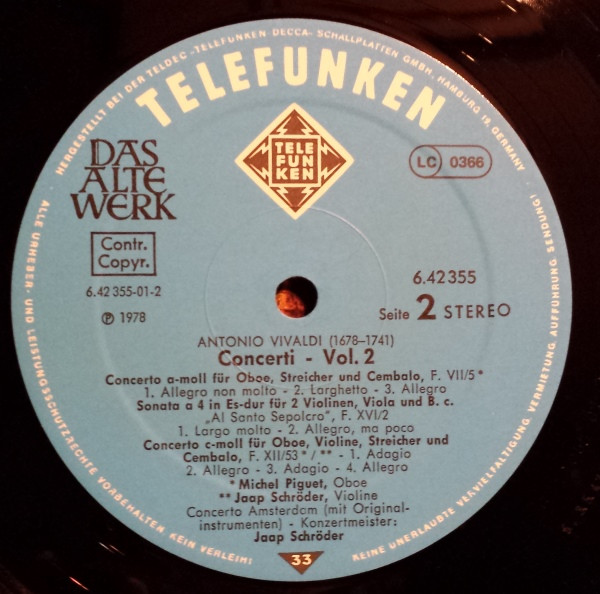 HERGESTELLT BEI DER TELDEC »TELEFUNKEN-DECCA« SCHALLPLATTEN GMBH., HAMBURG 19, GERMANY
TELEFUNKEN
TELE
FUN
KEN
DAS
ALTE
WERK
LC 0366
Contr.
Copyr.
6.42 355-01-2
℗ 1978
6.42 355
Seite 2 STEREO
ANTONIO VIVALDI (1678-1741)
Concerti - Vol. 2
Concerto a-moll für Oboe, Streicher und Cembalo, F. VII/5 *
1. Allegro non molto - 2. Larghetto - 3. Allegro
Sonata a 4 in Es-dur für 2 Violinen, Viola und B. c.
„Al Santo Sepolcro", F. XVI/2
1. Largo molto - 2. Allegro, ma poco
Concerto c-moll für Oboe, Violine, Streicher und
Cembalo, F. XII/53 * / ** - 1. Adagio
2. Allegro - 3. Adagio - 4. Allegro
* Michel Piguet, Oboe
** Jaap Schröder, Violine
Concerto Amsterdam (mit Original-
instrumenten) - Konzertmeister:
Jaap Schröder
33
ALLE URHEBER- UND LEISTUNGSSCHUTZRECHTE VORBEHALTEN KEIN VERLEIH!
KEINE UNERLAUBTE VERVIELFÄLTIGUNG, VERMIETUNG, AUFFÜHRUNG, SENDUNG!